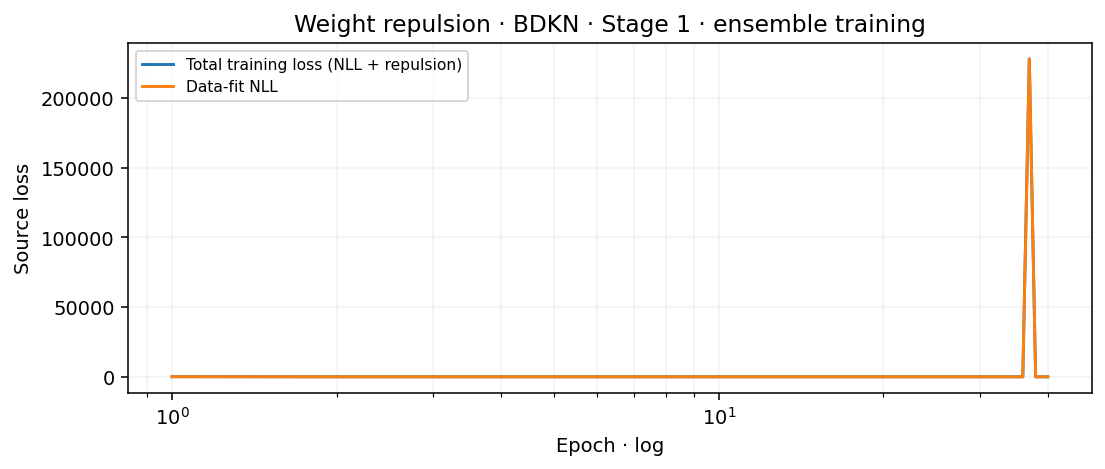 Weight repulsion · BDKN · Stage 1 · ensemble training
Total training loss (NLL + repulsion)
Data-fit NLL
Source loss
200000
150000
100000
50000
0
10⁰
10¹
Epoch · log